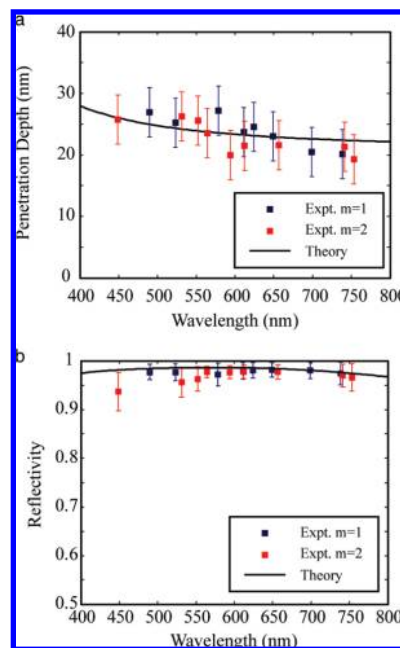 a
40
30
20
10
0
Penetration Depth (nm)
Expt. m=1
Expt. m=2
Theory
400 450 500 550 600 650 700 750 800
Wavelength (nm)
b
1
0.9
0.8
0.7
0.6
0.5
Reflectivity
Expt. m=1
Expt. m=2
Theory
400 450 500 550 600 650 700 750 800
Wavelength (nm)